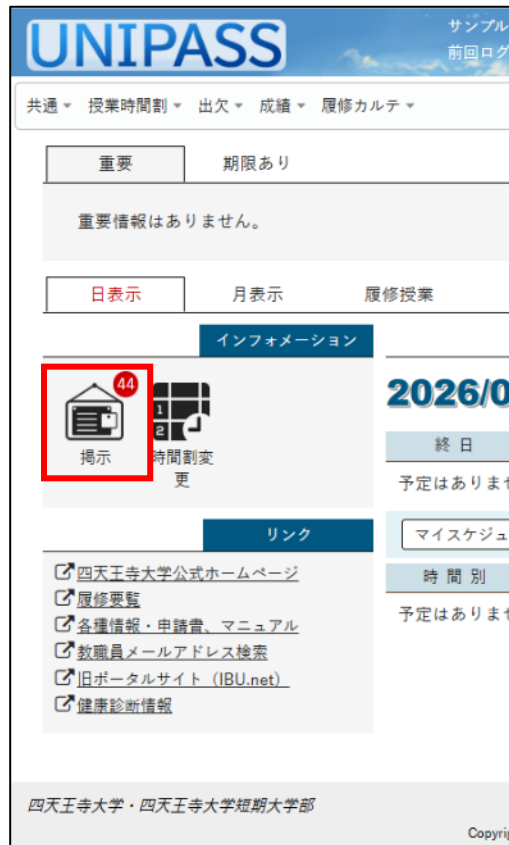 UNIPASS
サンプル
前回ログ
共通 授業時間割 出欠 成績 履修カルテ
重要 期限あり
重要情報はありません。
日表示 月表示 履修授業
インフォメーション
44
1
2
掲示
時間割変
更
2026/0
終日
予定はありませ
マイスケジュ
時間別
予定はありませ
リンク
四天王寺大学公式ホームページ
履修要覧
各種情報・申請書、マニュアル
教職員メールアドレス検索
旧ポータルサイト（IBU.net）
健康診断情報
四天王寺大学・四天王寺大学短期大学部
Copyri